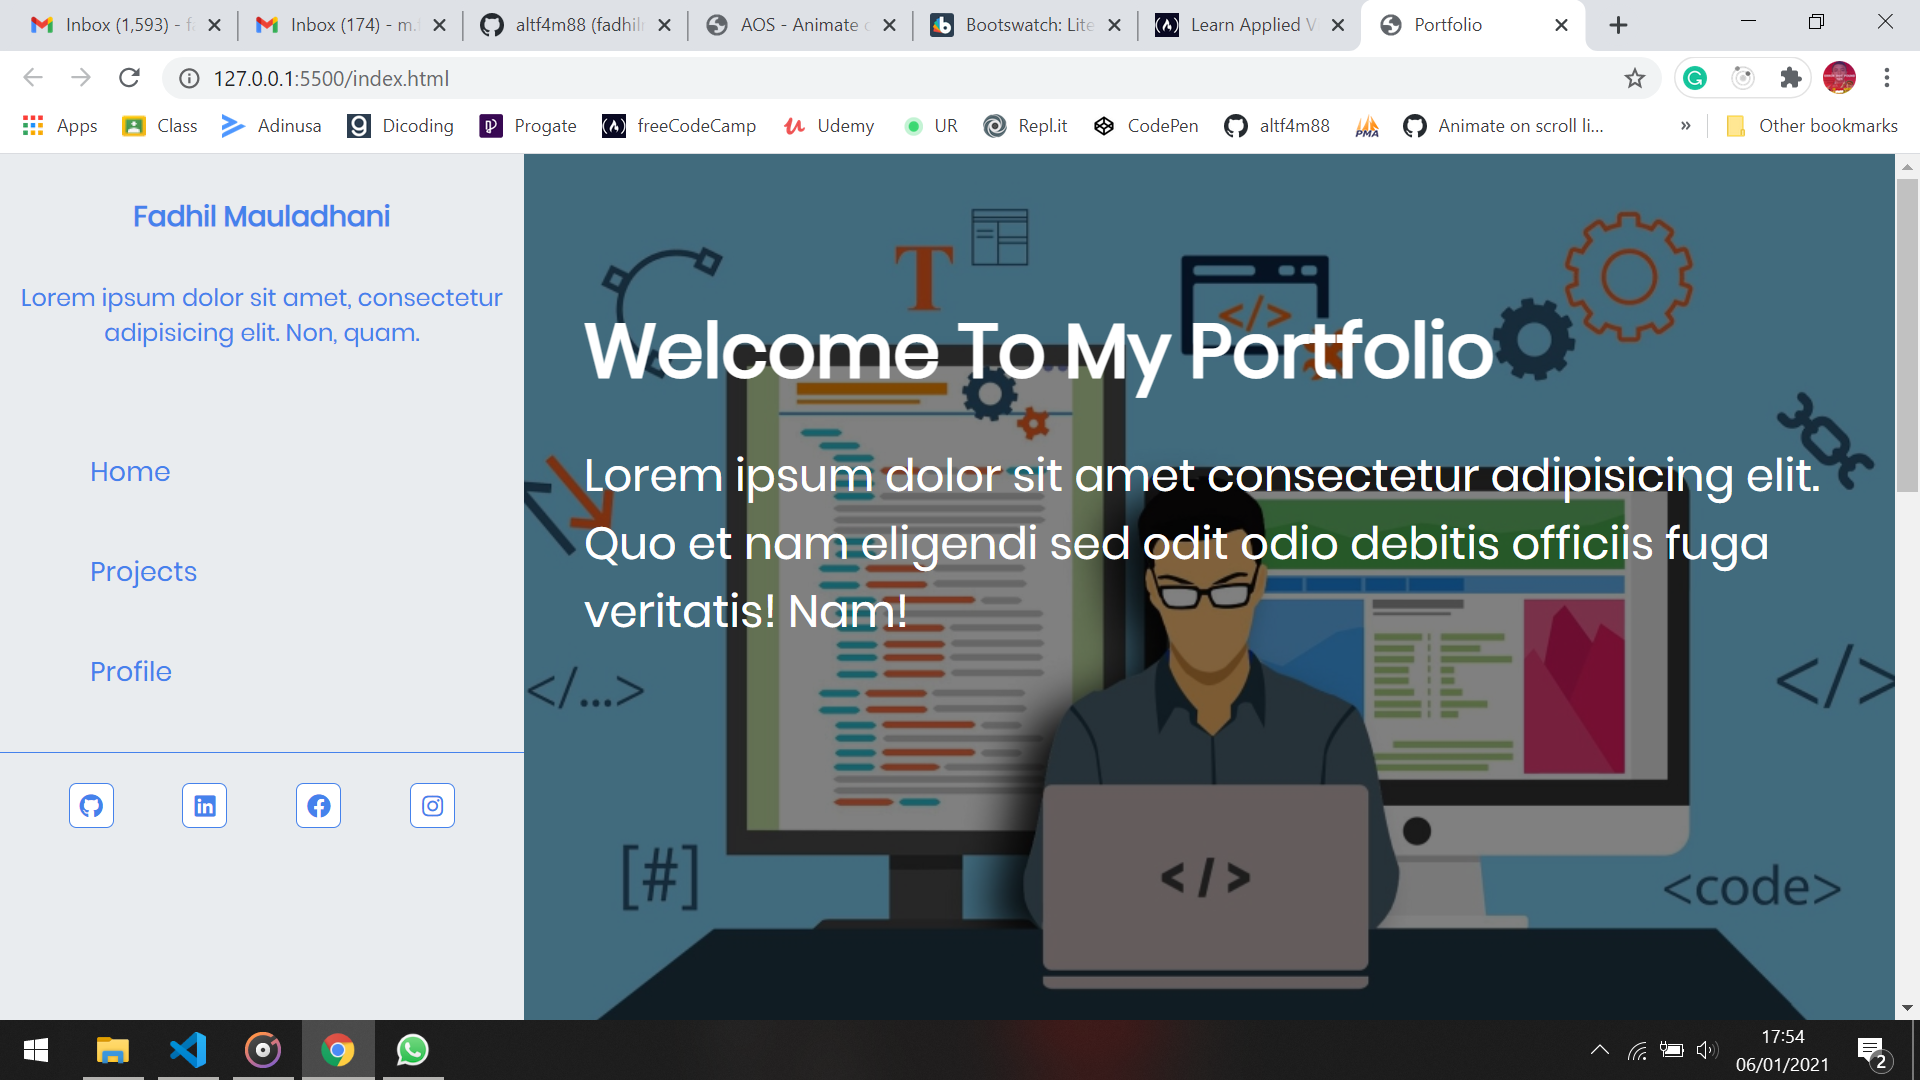 Inbox (1,593) - fa
Inbox (174) - m.f
altf4m88 (fadhilm
AOS - Animate o
Bootswatch: Lite
Learn Applied V
Portfolio
127.0.0.1:5500/index.html
Apps
Class
Adinusa
Dicoding
Progate
freeCodeCamp
Udemy
UR
Repl.it
CodePen
altf4m88
PMA
Animate on scroll li...
»
Other bookmarks
Fadhil Mauladhani
Lorem ipsum dolor sit amet, consectetur
adipisicing elit. Non, quam.
Home
Projects
Profile
T
</>
Welcome To My Portfolio
Lorem ipsum dolor sit amet consectetur adipisicing elit.
Quo et nam eligendi sed odit odio debitis officiis fuga
veritatis! Nam!
</...>
</>
[#]
</>
<code>
17:54
06/01/2021
2